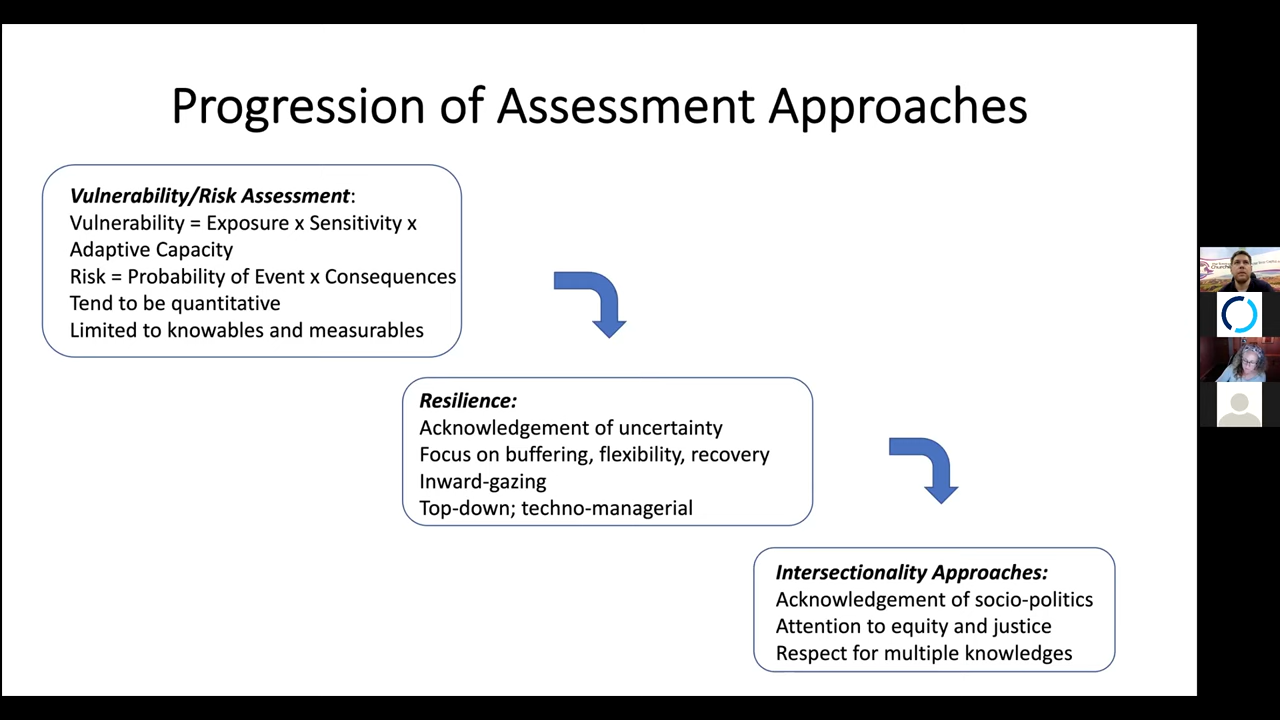 Progression of Assessment Approaches
Vulnerability/Risk Assessment:
Vulnerability = Exposure x Sensitivity x
Adaptive Capacity
Risk = Probability of Event x Consequences
Tend to be quantitative
Limited to knowables and measurables
Resilience:
Acknowledgement of uncertainty
Focus on buffering, flexibility, recovery
Inward-gazing
Top-down; techno-managerial
Intersectionality Approaches:
Acknowledgement of socio-politics
Attention to equity and justice
Respect for multiple knowledges